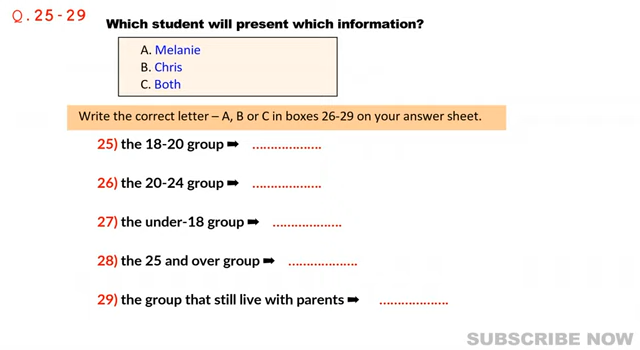 Q.25-29
Which student will present which information?
A. Melanie
B. Chris
C. Both
Write the correct letter – A, B or C in boxes 26-29 on your answer sheet.
25) the 18-20 group ➡ ...................
26) the 20-24 group ➡ ...................
27) the under-18 group ➡ ...................
28) the 25 and over group ➡ ...................
29) the group that still live with parents ➡ ...................
SUBSCRIBE NOW